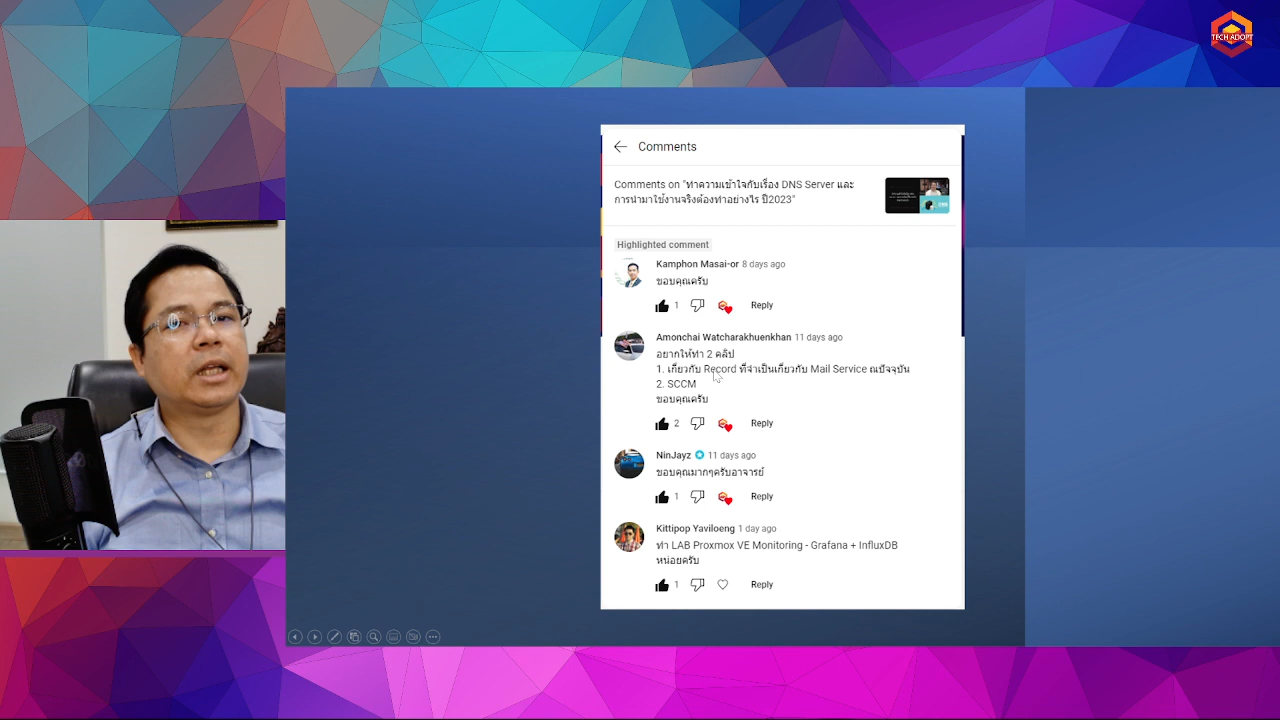 TECH ADOPT
Comments
Comments on "ทำความเข้าใจกับเรื่อง DNS Server และ
การนำมาใช้งานจริงต้องทำอย่างไร ปี2023"
Highlighted comment
Kamphon Masai-or 8 days ago
ขอบคุณครับ
1 Reply
Amonchai Watcharakhuenkhan 11 days ago
อยากให้ทำ 2 คลิป
1. เกี่ยวกับ Record ที่จำเป็นเกี่ยวกับ Mail Service ณปัจจุบัน
2. SCCM
ขอบคุณครับ
2 Reply
NinJayz 11 days ago
ขอบคุณมากๆครับอาจารย์
1 Reply
Kittipop Yaviloeng 1 day ago
ทำ LAB Proxmox VE Monitoring - Grafana + InfluxDB
หน่อยครับ
1 Reply